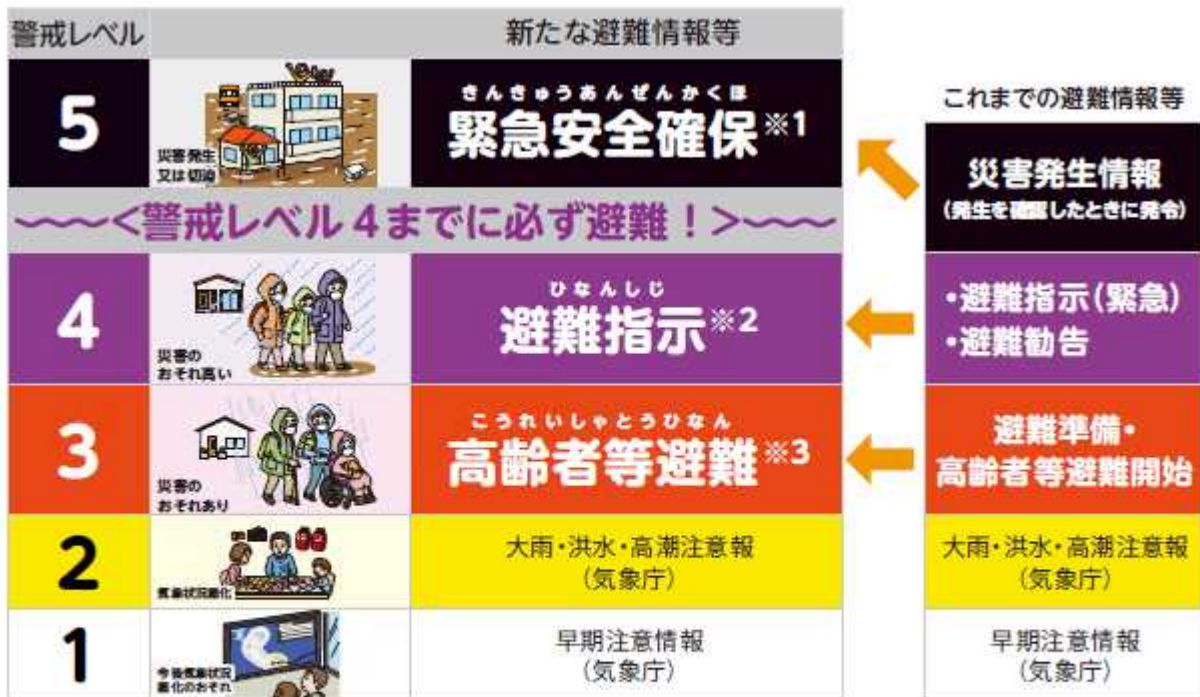 警戒レベル
新たな避難情報等
5
災害発生
又は切迫
きんきゅうあんぜんかくほ
緊急安全確保※1
〜〜〜<警戒レベル4までに必ず避難！>〜〜〜
4
災害の
おそれ高い
ひなんしじ
避難指示※2
3
災害の
おそれあり
こうれいしゃとうひなん
高齢者等避難※3
2
気象状況悪化
大雨・洪水・高潮注意報
(気象庁)
1
今後気象状況
悪化のおそれ
早期注意情報
(気象庁)
これまでの避難情報等
災害発生情報
(発生を確認したときに発令)
・避難指示(緊急)
・避難勧告
避難準備・
高齢者等避難開始
大雨・洪水・高潮注意報
(気象庁)
早期注意情報
(気象庁)